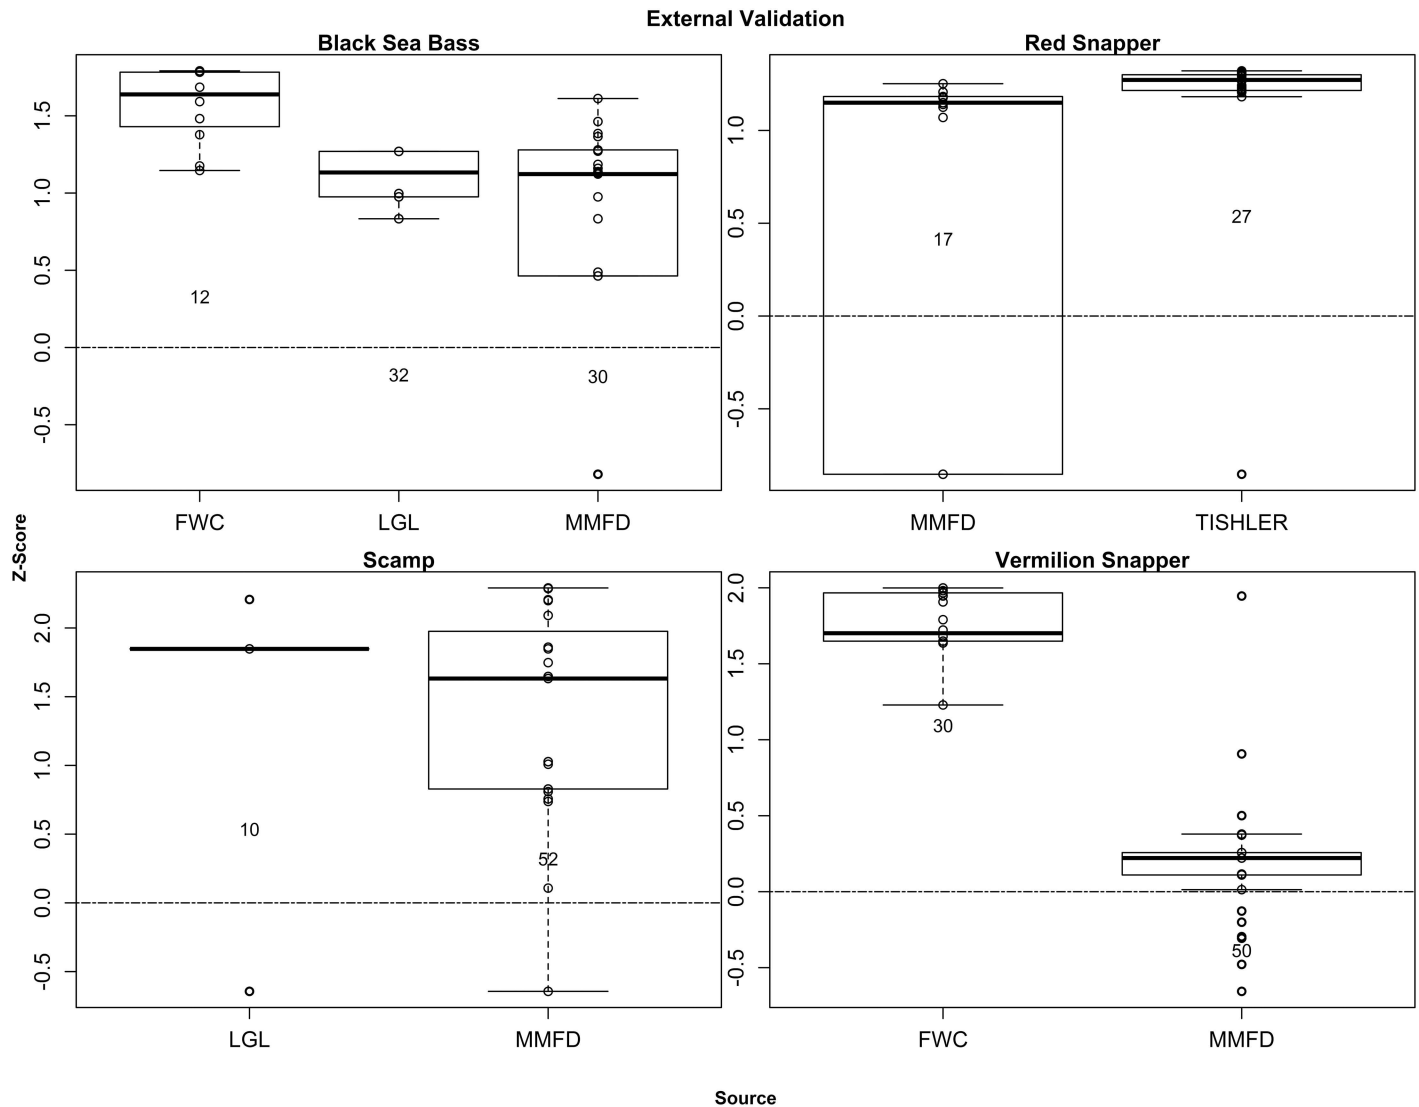 External Validation
Black Sea Bass
1.5
1.0
0.5
0.0
-0.5
12
32
30
FWC LGL MMFD
Red Snapper
1.0
0.5
0.0
-0.5
17
27
MMFD TISHLER
Z-Score
Scamp
2.0
1.5
1.0
0.5
0.0
-0.5
10
52
LGL MMFD
Vermilion Snapper
2.0
1.5
1.0
0.5
0.0
-0.5
30
50
FWC MMFD
Source